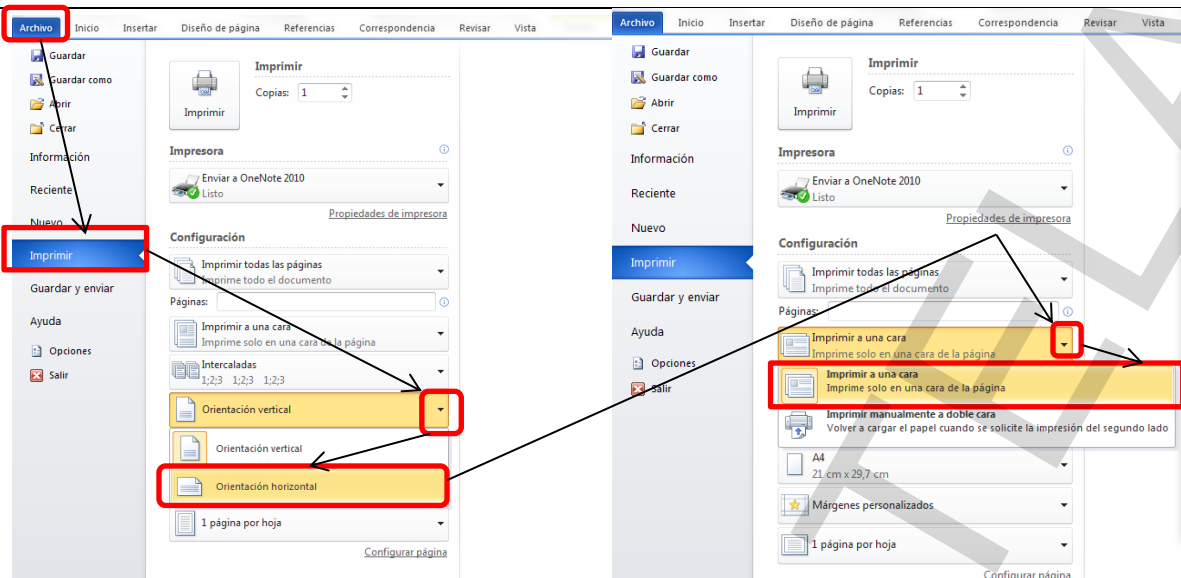 Archivo Inicio Insertar Diseño de página Referencias Correspondencia Revisar Vista
Guardar
Guardar como
Abrir
Cerrar
Información
Reciente
Nuevo
Imprimir
Guardar y enviar
Ayuda
Opciones
Salir
Imprimir
Imprimir
Copias: 1
Impresora
Enviar a OneNote 2010
Listo
Propiedades de impresora
Configuración
Imprimir todas las páginas
Imprime todo el documento
Páginas:
Imprimir a una cara
Imprime solo en una cara de la página
Intercaladas
1;2;3 1;2;3 1;2;3
Orientación vertical
Orientación vertical
Orientación horizontal
1 página por hoja
Configurar página
Archivo Inicio Insertar Diseño de página Referencias Correspondencia Revisar Vista
Guardar
Guardar como
Abrir
Cerrar
Información
Reciente
Nuevo
Imprimir
Guardar y enviar
Ayuda
Opciones
Salir
Imprimir
Imprimir
Copias: 1
Impresora
Enviar a OneNote 2010
Listo
Propiedades de impresora
Configuración
Imprimir todas las páginas
Imprime todo el documento
Páginas:
Imprimir a una cara
Imprime solo en una cara de la página
Imprimir a una cara
Imprime solo en una cara de la página
Imprimir manualmente a doble cara
Volver a cargar el papel cuando se solicite la impresión del segundo lado
A4
21 cm x 29,7 cm
Márgenes personalizados
1 página por hoja
Configurar página